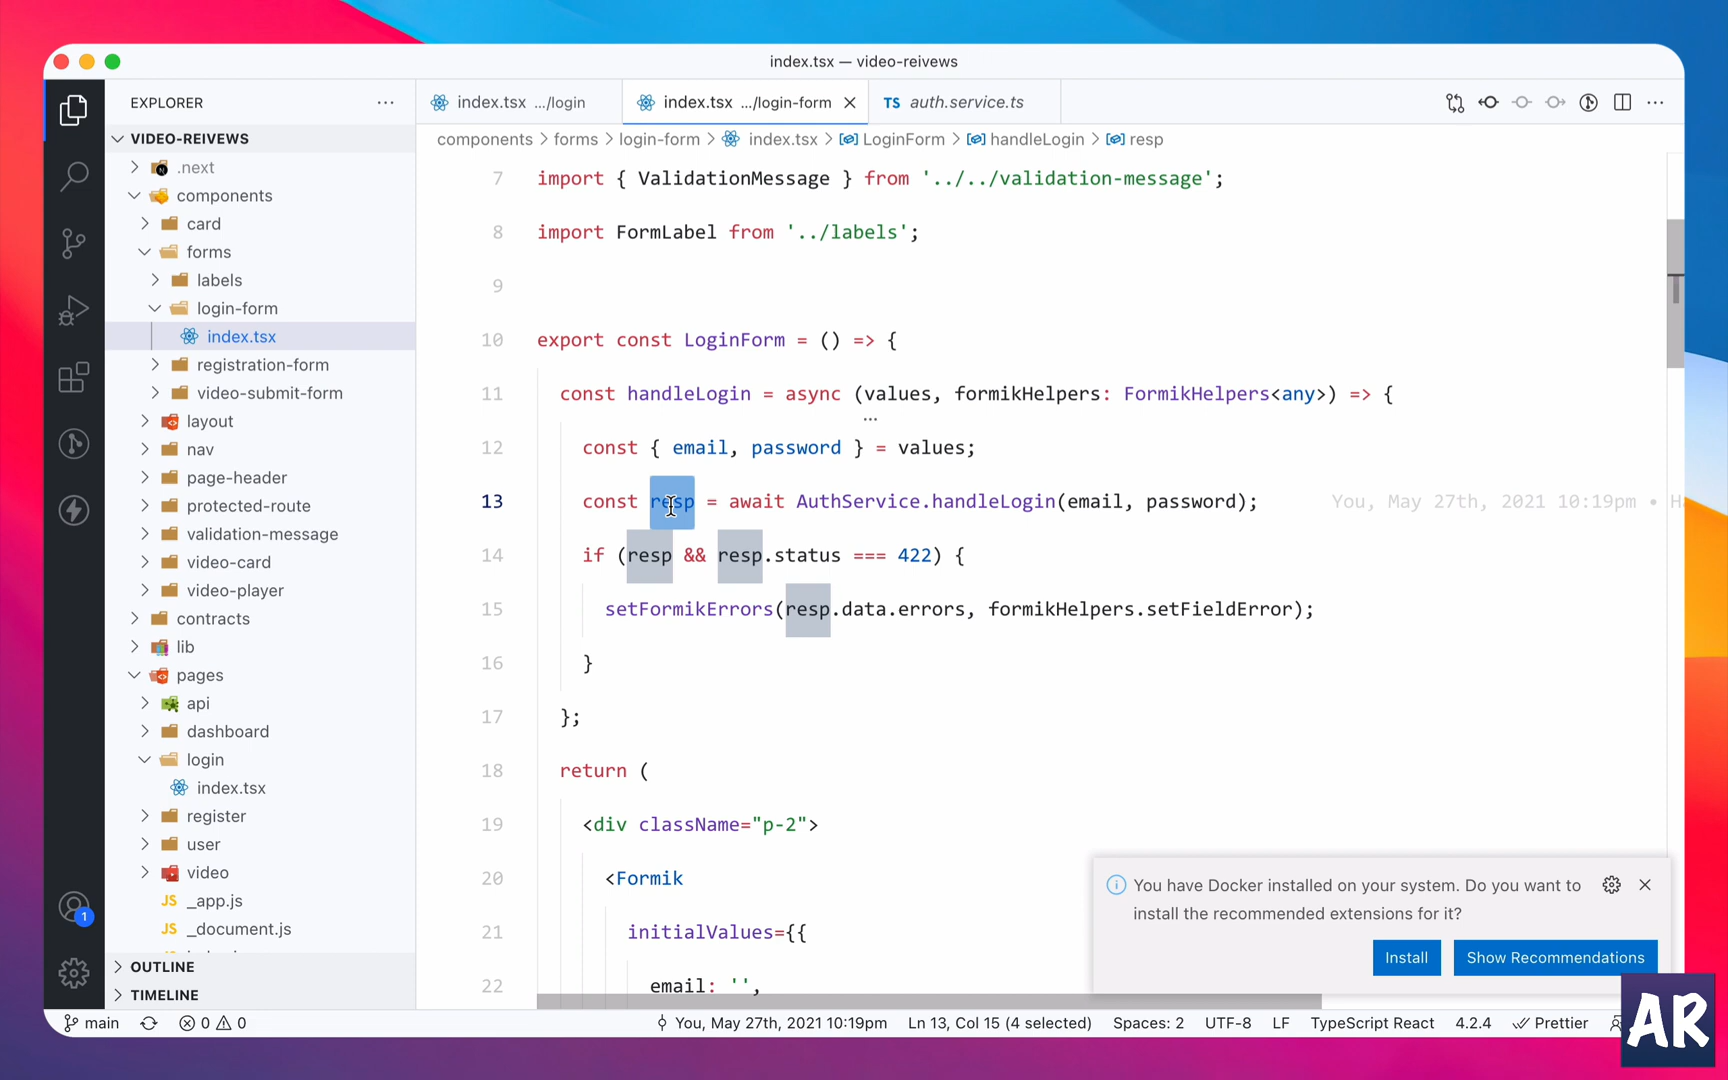 index.tsx — video-reivews
EXPLORER
index.tsx .../login
index.tsx .../login-form
TS auth.service.ts
VIDEO-REIVEWS
components > forms > login-form > index.tsx > LoginForm > handleLogin > resp
.next
components
card
forms
labels
login-form
index.tsx
registration-form
video-submit-form
layout
nav
page-header
protected-route
validation-message
video-card
video-player
contracts
lib
pages
api
dashboard
login
index.tsx
register
user
video
JS _app.js
JS _document.js
OUTLINE
TIMELINE
7 import { ValidationMessage } from '../../validation-message';
8 import FormLabel from '../labels';
9
10 export const LoginForm = () => {
11 const handleLogin = async (values, formikHelpers: FormikHelpers<any>) => {
12 const { email, password } = values;
13 const resp = await AuthService.handleLogin(email, password); You, May 27th, 2021 10:19pm •
14 if (resp && resp.status === 422) {
15 setFormikErrors(resp.data.errors, formikHelpers.setFieldError);
16 }
17 };
18 return (
19 <div className="p-2">
20 <Formik
21 initialValues={{
22 email: '',
You have Docker installed on your system. Do you want to
install the recommended extensions for it?
Install
Show Recommendations
1
main 0 0 You, May 27th, 2021 10:19pm Ln 13, Col 15 (4 selected) Spaces: 2 UTF-8 LF TypeScript React 4.2.4 Prettier
AR